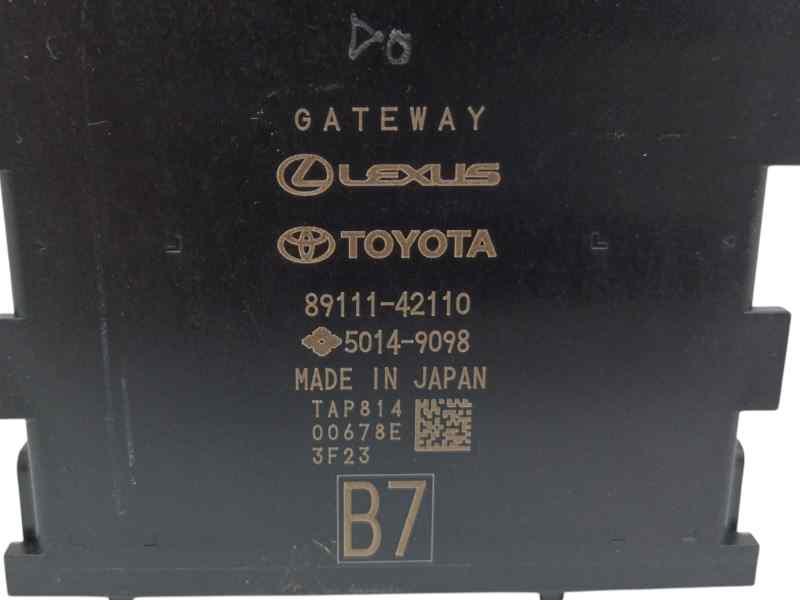 D0
GATEWAY
LEXUS
TOYOTA
89111-42110
5014-9098
MADE IN JAPAN
TAP814
00678E
3F23
B7